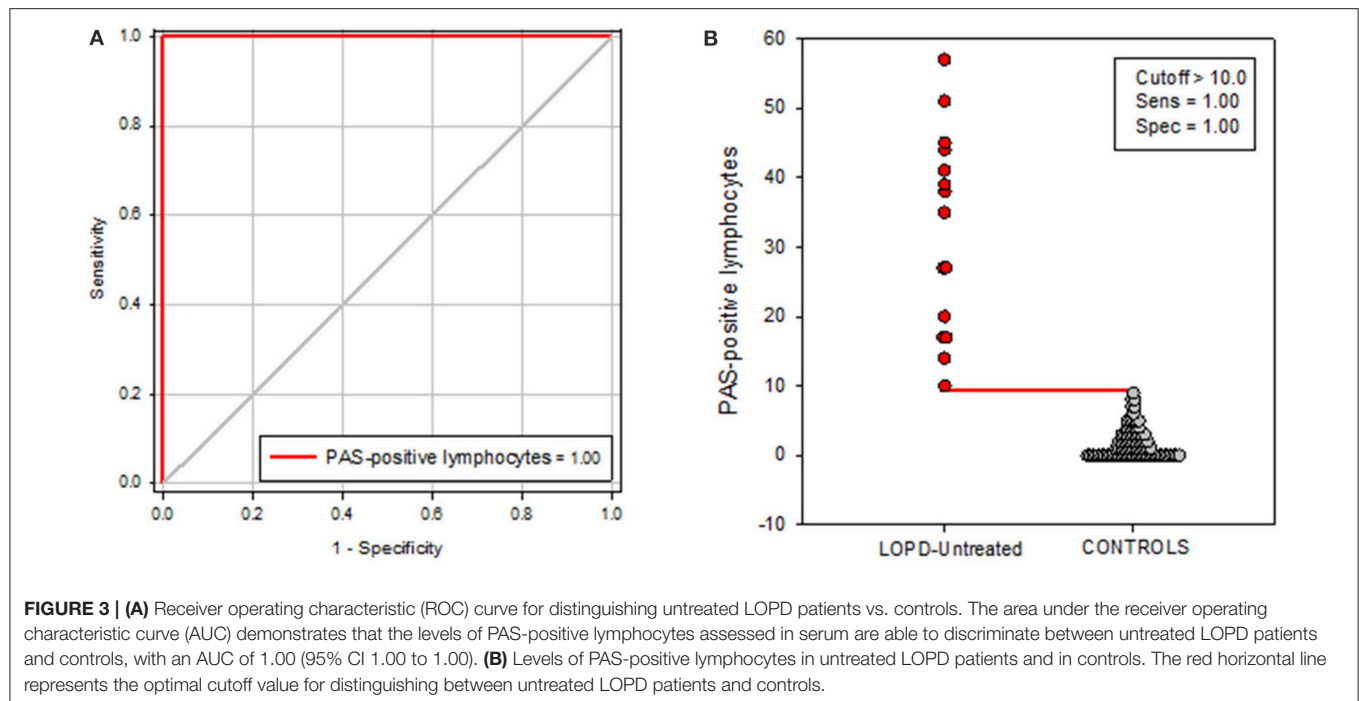 A
1.0
0.8
0.6
0.4
0.2
0.0
Sensitivity
PAS-positive lymphocytes = 1.00
0.0 0.2 0.4 0.6 0.8 1.0
1 - Specificity
B
60
50
40
30
20
10
0
-10
PAS-positive lymphocytes
Cutoff > 10.0
Sens = 1.00
Spec = 1.00
LOPD-Untreated CONTROLS
FIGURE 3 | (A) Receiver operating characteristic (ROC) curve for distinguishing untreated LOPD patients vs. controls. The area under the receiver operating
characteristic curve (AUC) demonstrates that the levels of PAS-positive lymphocytes assessed in serum are able to discriminate between untreated LOPD patients
and controls, with an AUC of 1.00 (95% CI 1.00 to 1.00). (B) Levels of PAS-positive lymphocytes in untreated LOPD patients and in controls. The red horizontal line
represents the optimal cutoff value for distinguishing between untreated LOPD patients and controls.